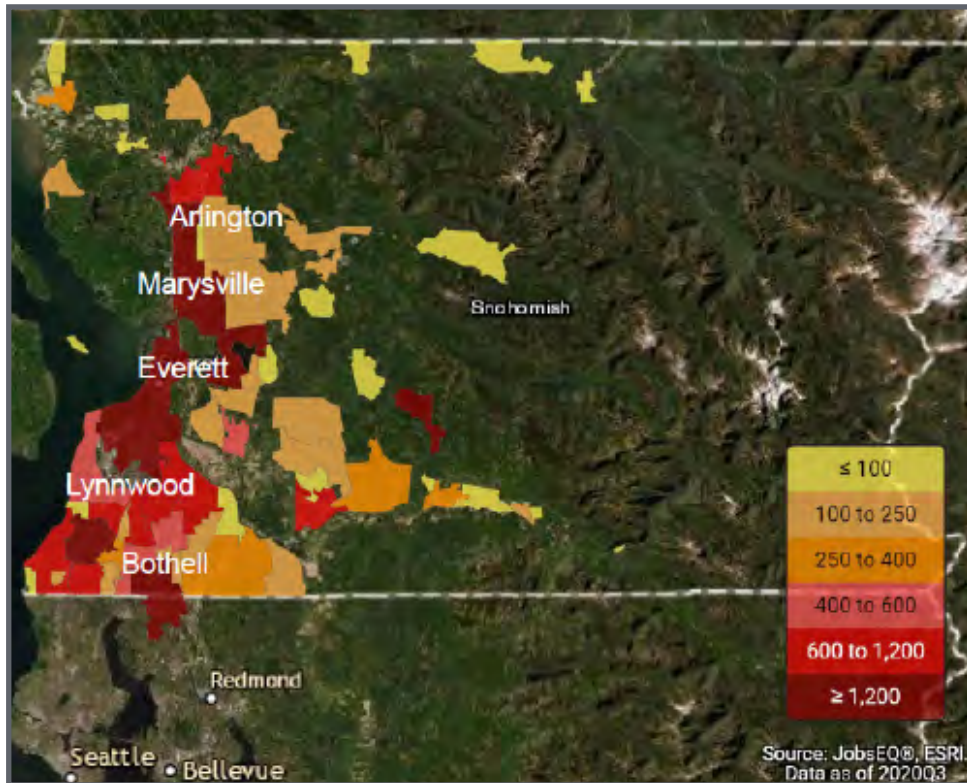 Arlington
Marysville
Snohomish
Everett
Lynnwood
Bothell
≤ 100
100 to 250
250 to 400
400 to 600
600 to 1,200
≥ 1,200
Redmond
Seattle
Bellevue
Source: JobsEQ®, ESRI.
Data as of 2020Q3